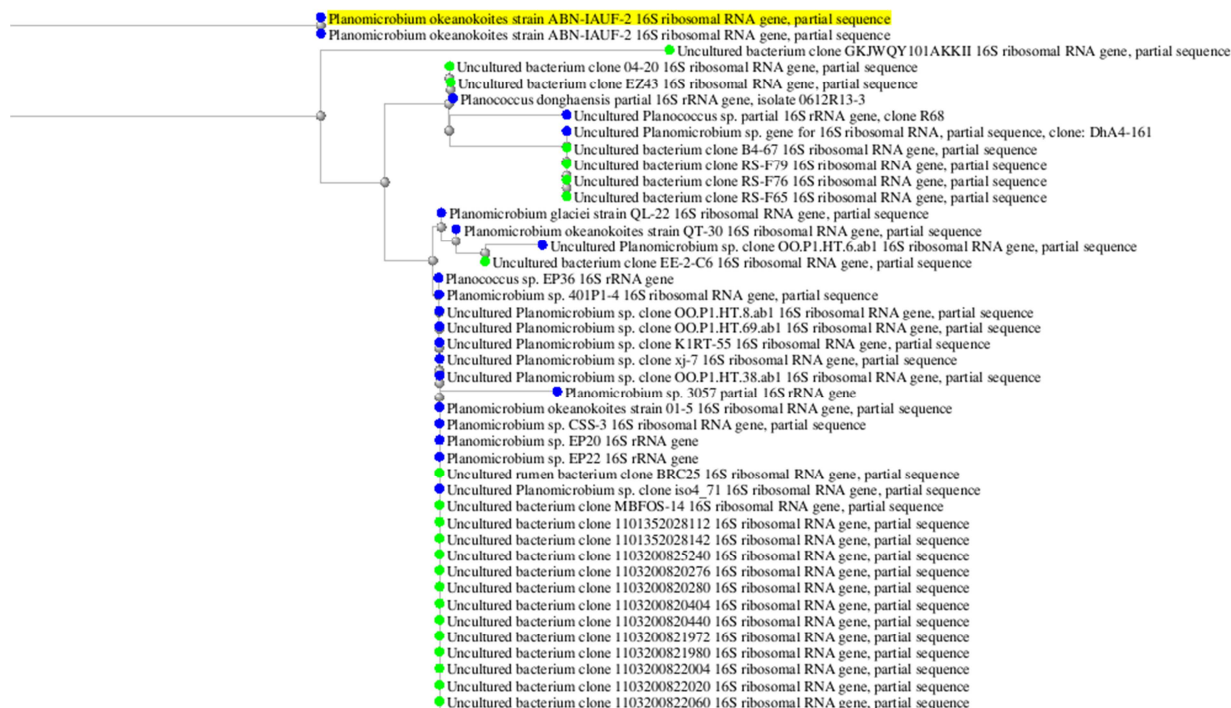 Planomicrobium okeanokoites strain ABN-IAUF-2 16S ribosomal RNA gene, partial sequence
Planomicrobium okeanokoites strain ABN-IAUF-2 16S ribosomal RNA gene, partial sequence
Uncultured bacterium clone GKJWQY101AKKII 16S ribosomal RNA gene, partial sequence
Uncultured bacterium clone 04-20 16S ribosomal RNA gene, partial sequence
Uncultured bacterium clone EZ43 16S ribosomal RNA gene, partial sequence
Planococcus donghaensis partial 16S rRNA gene, isolate 0612R13-3
Uncultured Planococcus sp. partial 16S rRNA gene, clone R68
Uncultured Planomicrobium sp. gene for 16S ribosomal RNA, partial sequence, clone: DhA4-161
Uncultured bacterium clone B4-67 16S ribosomal RNA gene, partial sequence
Uncultured bacterium clone RS-F79 16S ribosomal RNA gene, partial sequence
Uncultured bacterium clone RS-F76 16S ribosomal RNA gene, partial sequence
Uncultured bacterium clone RS-F65 16S ribosomal RNA gene, partial sequence
Planomicrobium glaciei strain QL-22 16S ribosomal RNA gene, partial sequence
Planomicrobium okeanokoites strain QT-30 16S ribosomal RNA gene, partial sequence
Uncultured Planomicrobium sp. clone OO.P1.HT.6.ab1 16S ribosomal RNA gene, partial sequence
Uncultured bacterium clone EE-2-C6 16S ribosomal RNA gene, partial sequence
Planococcus sp. EP36 16S rRNA gene
Planomicrobium sp. 401P1-4 16S ribosomal RNA gene, partial sequence
Uncultured Planomicrobium sp. clone OO.P1.HT.8.ab1 16S ribosomal RNA gene, partial sequence
Uncultured Planomicrobium sp. clone OO.P1.HT.69.ab1 16S ribosomal RNA gene, partial sequence
Uncultured Planomicrobium sp. clone K1RT-55 16S ribosomal RNA gene, partial sequence
Uncultured Planomicrobium sp. clone xj-7 16S ribosomal RNA gene, partial sequence
Uncultured Planomicrobium sp. clone OO.P1.HT.38.ab1 16S ribosomal RNA gene, partial sequence
Planomicrobium sp. 3057 partial 16S rRNA gene
Planomicrobium okeanokoites strain 01-5 16S ribosomal RNA gene, partial sequence
Planomicrobium sp. CSS-3 16S ribosomal RNA gene, partial sequence
Planomicrobium sp. EP20 16S rRNA gene
Planomicrobium sp. EP22 16S rRNA gene
Uncultured rumen bacterium clone BRC25 16S ribosomal RNA gene, partial sequence
Uncultured Planomicrobium sp. clone iso4_71 16S ribosomal RNA gene, partial sequence
Uncultured bacterium clone MBFOS-14 16S ribosomal RNA gene, partial sequence
Uncultured bacterium clone 1101352028112 16S ribosomal RNA gene, partial sequence
Uncultured bacterium clone 1101352028142 16S ribosomal RNA gene, partial sequence
Uncultured bacterium clone 1103200825240 16S ribosomal RNA gene, partial sequence
Uncultured bacterium clone 1103200820276 16S ribosomal RNA gene, partial sequence
Uncultured bacterium clone 1103200820280 16S ribosomal RNA gene, partial sequence
Uncultured bacterium clone 1103200820404 16S ribosomal RNA gene, partial sequence
Uncultured bacterium clone 1103200820440 16S ribosomal RNA gene, partial sequence
Uncultured bacterium clone 1103200821972 16S ribosomal RNA gene, partial sequence
Uncultured bacterium clone 1103200821980 16S ribosomal RNA gene, partial sequence
Uncultured bacterium clone 1103200822004 16S ribosomal RNA gene, partial sequence
Uncultured bacterium clone 1103200822020 16S ribosomal RNA gene, partial sequence
Uncultured bacterium clone 1103200822060 16S ribosomal RNA gene, partial sequence